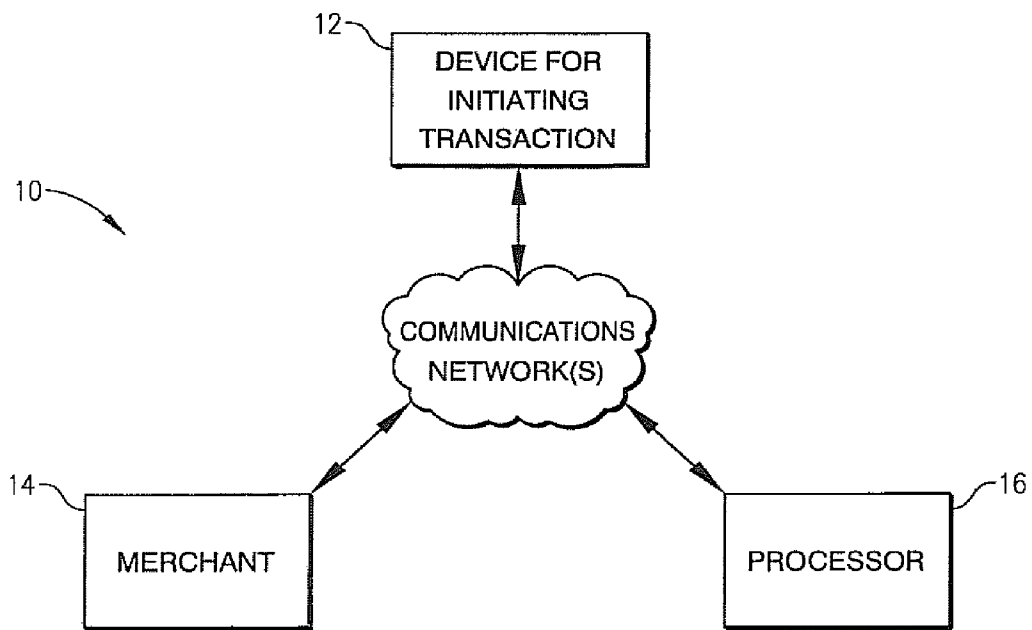 12
DEVICE FOR
INITIATING
TRANSACTION
10
COMMUNICATIONS
NETWORK(S)
14
MERCHANT
16
PROCESSOR